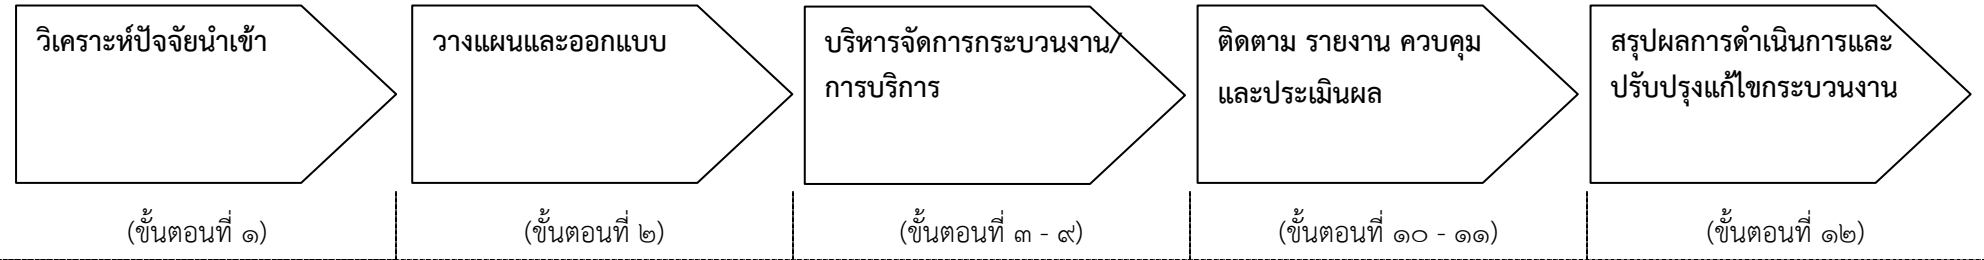 วิเคราะห์ปัจจัยนำเข้า
วางแผนและออกแบบ
บริหารจัดการกระบวนงาน/
การบริการ
ติดตาม รายงาน ควบคุม
และประเมินผล
สรุปผลการดำเนินการและ
ปรับปรุงแก้ไขกระบวนงาน
(ขั้นตอนที่ ๑)
(ขั้นตอนที่ ๒)
(ขั้นตอนที่ ๓ - ๙)
(ขั้นตอนที่ ๑๐ - ๑๑)
(ขั้นตอนที่ ๑๒)